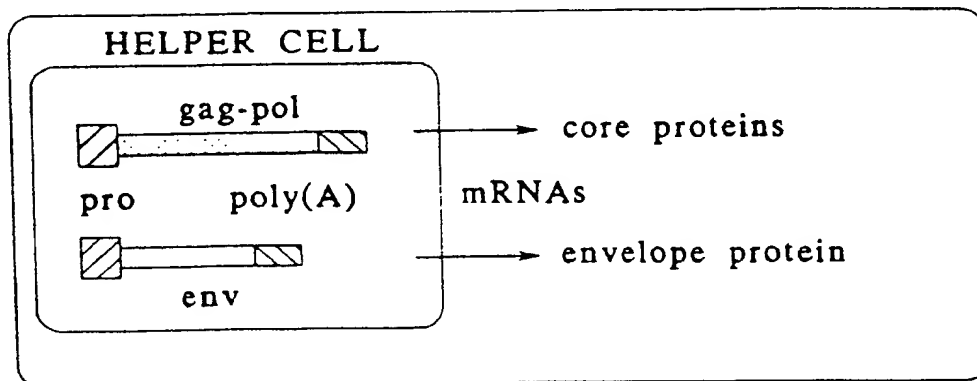 HELPER CELL
gag-pol
core proteins
pro
poly(A)
mRNAs
envelope protein
env